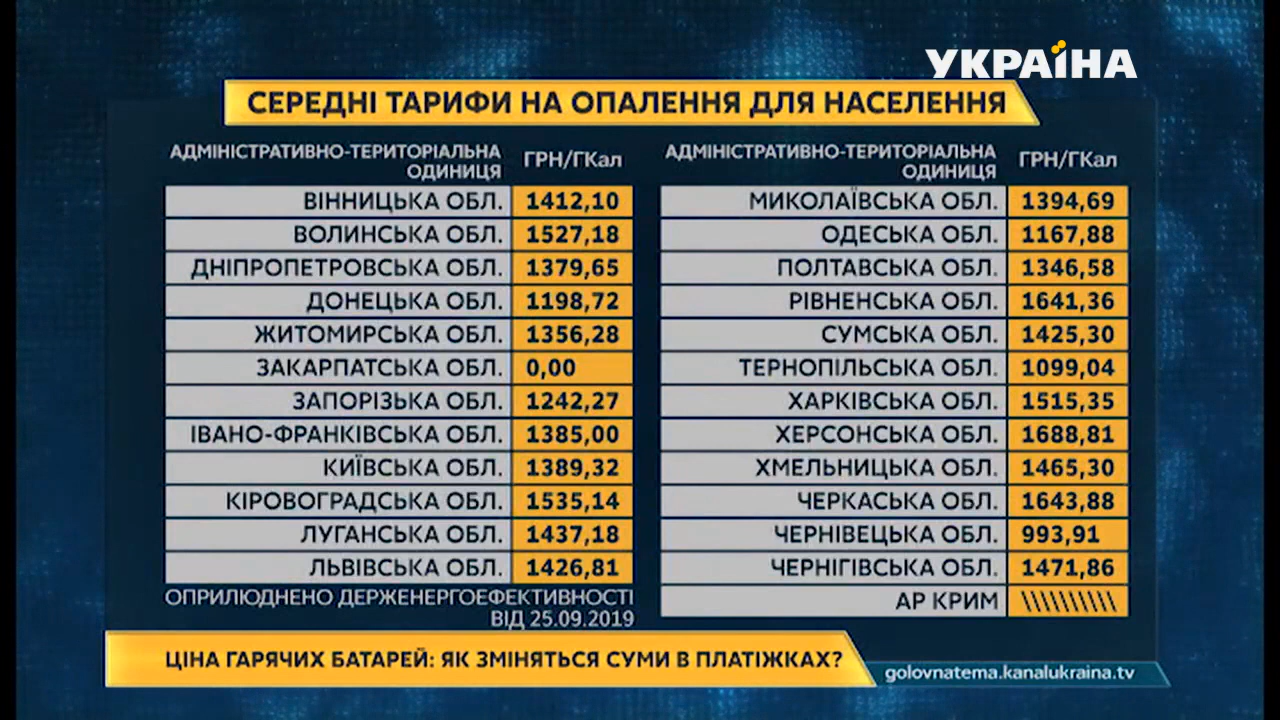 УКРАЇНА
СЕРЕДНІ ТАРИФИ НА ОПАЛЕННЯ ДЛЯ НАСЕЛЕННЯ
АДМІНІСТРАТИВНО-ТЕРИТОРІАЛЬНА
ОДИНИЦЯ
ГРН/ГКал
ВІННИЦЬКА ОБЛ. 1412,10
ВОЛИНСЬКА ОБЛ. 1527,18
ДНІПРОПЕТРОВСЬКА ОБЛ. 1379,65
ДОНЕЦЬКА ОБЛ. 1198,72
ЖИТОМИРСЬКА ОБЛ. 1356,28
ЗАКАРПАТСЬКА ОБЛ. 0,00
ЗАПОРІЗЬКА ОБЛ. 1242,27
ІВАНО-ФРАНКІВСЬКА ОБЛ. 1385,00
КИЇВСЬКА ОБЛ. 1389,32
КІРОВОГРАДСЬКА ОБЛ. 1535,14
ЛУГАНСЬКА ОБЛ. 1437,18
ЛЬВІВСЬКА ОБЛ. 1426,81
ОПРИЛЮДНЕНО ДЕРЖЕНЕРГОЕФЕКТИВНОСТІ
ВІД 25.09.2019
АДМІНІСТРАТИВНО-ТЕРИТОРІАЛЬНА
ОДИНИЦЯ
ГРН/ГКал
МИКОЛАЇВСЬКА ОБЛ. 1394,69
ОДЕСЬКА ОБЛ. 1167,88
ПОЛТАВСЬКА ОБЛ. 1346,58
РІВНЕНСЬКА ОБЛ. 1641,36
СУМСЬКА ОБЛ. 1425,30
ТЕРНОПІЛЬСЬКА ОБЛ. 1099,04
ХАРКІВСЬКА ОБЛ. 1515,35
ХЕРСОНСЬКА ОБЛ. 1688,81
ХМЕЛЬНИЦЬКА ОБЛ. 1465,30
ЧЕРКАСЬКА ОБЛ. 1643,88
ЧЕРНІВЕЦЬКА ОБЛ. 993,91
ЧЕРНІГІВСЬКА ОБЛ. 1471,86
АР КРИМ \\\\\\\\\\
ЦІНА ГАРЯЧИХ БАТАРЕЙ: ЯК ЗМІНЯТЬСЯ СУМИ В ПЛАТІЖКАХ?
golovnatema.kanalukraina.tv